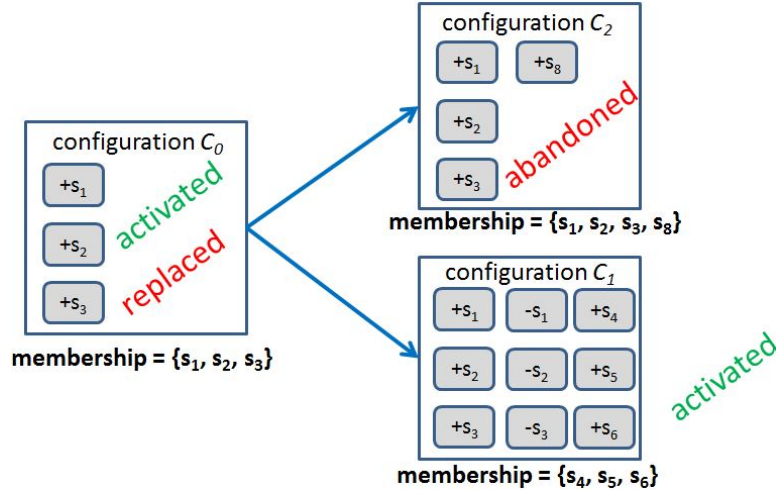 configuration C₀
+s₁
+s₂
+s₃
activated
replaced
membership = {s₁, s₂, s₃}
configuration C₂
+s₁ +s₈
+s₂
+s₃
abandoned
membership = {s₁, s₂, s₃, s₈}
configuration C₁
+s₁ -s₁ +s₄
+s₂ -s₂ +s₅
+s₃ -s₃ +s₆
activated
membership = {s₄, s₅, s₆}